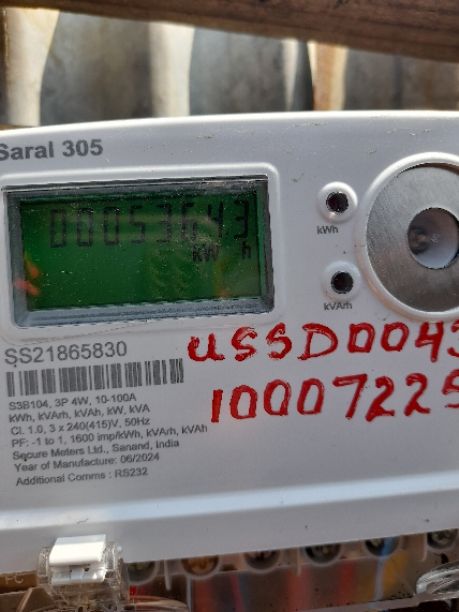 Saral 305
00053643
kW h
kWh
kVArh
SS21865830
USSD0043
10007225
S3B104, 3P 4W, 10-100A
kWh, kVArh, kVAh, kW, kVA
Cl. 1.0, 3 x 240(415)V, 50Hz
PF: -1 to 1, 1600 imp/kWh, kVArh, kVAh
Secure Meters Ltd., Sanand, India
Year of Manufacture: 06/2024
Additional Comms : RS232